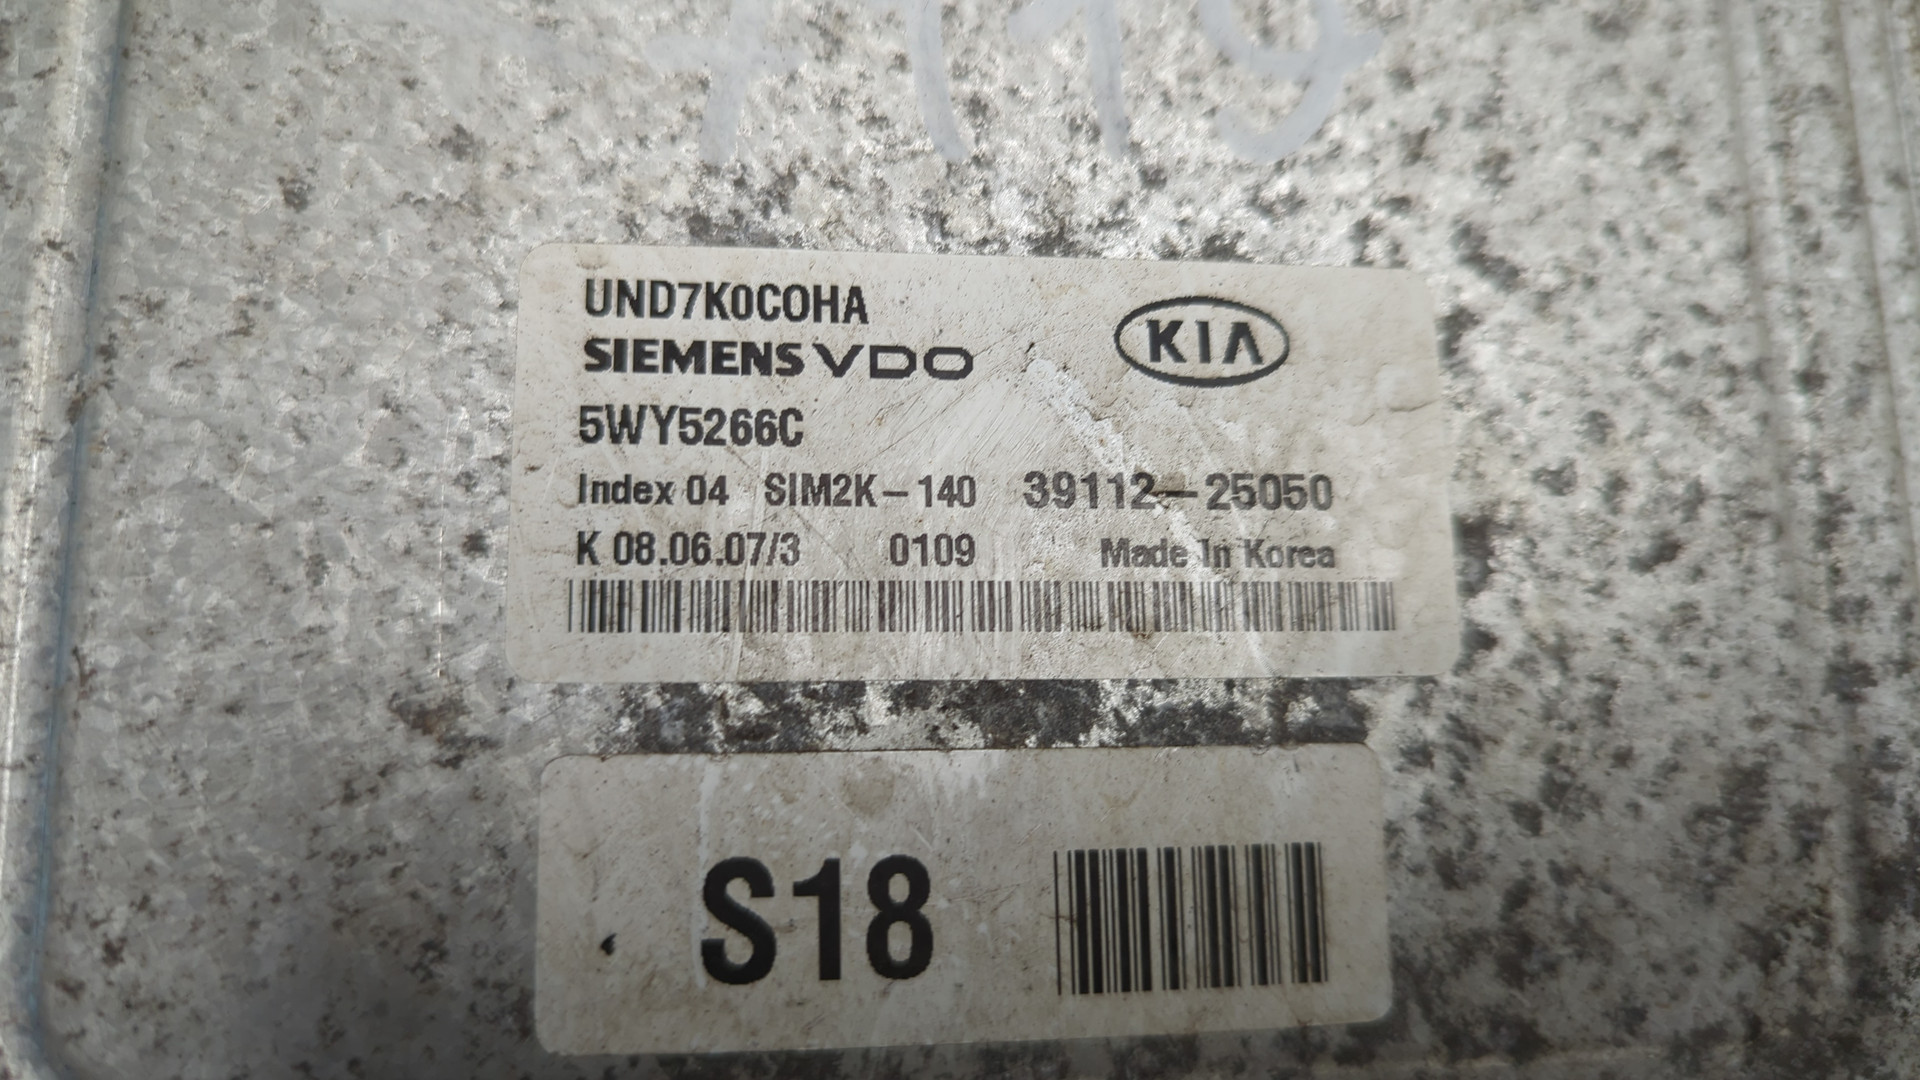 UND7K0COHA
SIEMENS VDO
KIA
5WY5266C
Index 04 SIM2K-140 39112-25050
K 08.06.07/3 0109 Made In Korea
S18